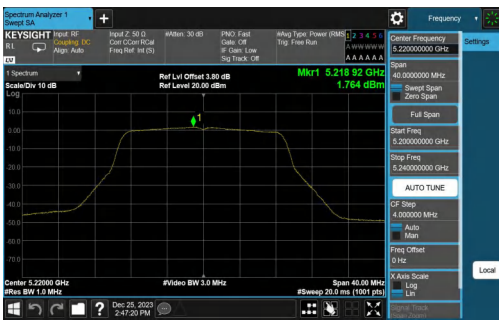 Spectrum Analyzer 1
Swept SA
Frequency
Settings
KEYSIGHT Input: RF
RL
Coupling: DC
Align: Auto
Input Z: 50 Ω
Corr CCorr RCal
Freq Ref: Int (S)
#Atten: 30 dB
PNO: Fast
Gate: Off
IF Gain: Low
Sig Track: Off
#Avg Type: Power (RMS)
Trig: Free Run
1 2 3 4 5 6
A W W W W W
A A A A A A
LV
1 Spectrum
Scale/Div 10 dB
Log
Ref Lvl Offset 3.80 dB
Ref Level 20.00 dBm
Mkr1 5.218 92 GHz
1.764 dBm
1
10.0
0.00
-10.0
-20.0
-30.0
-40.0
-50.0
-60.0
-70.0
Center 5.22000 GHz
#Res BW 1.0 MHz
#Video BW 3.0 MHz
Span 40.00 MHz
#Sweep 20.0 ms (1001 pts)
Center Frequency
5.220000000 GHz
Span
40.0000000 MHz
Swept Span
Zero Span
Full Span
Start Freq
5.200000000 GHz
Stop Freq
5.240000000 GHz
AUTO TUNE
CF Step
4.000000 MHz
Auto
Man
Freq Offset
0 Hz
X Axis Scale
Log
Lin
Signal Track
Local
?
Dec 25, 2023
2:47:20 PM